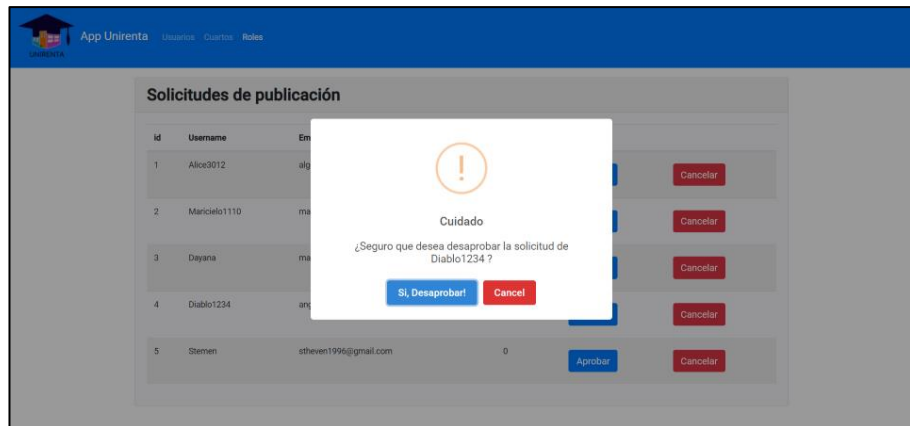 UNIRENTA
App Unirenta Usuarios Cuartos Roles
Solicitudes de publicación
id Username Em
1 Alice3012 alg Cancelar
2 Maricielo1110 ma Cancelar
3 Dayana ma Cancelar
4 Diablo1234 ang Cancelar
5 Stemen stheven1996@gmail.com 0 Aprobar Cancelar
!
Cuidado
¿Seguro que desea desaprobar la solicitud de
Diablo1234 ?
Si, Desaprobar! Cancel